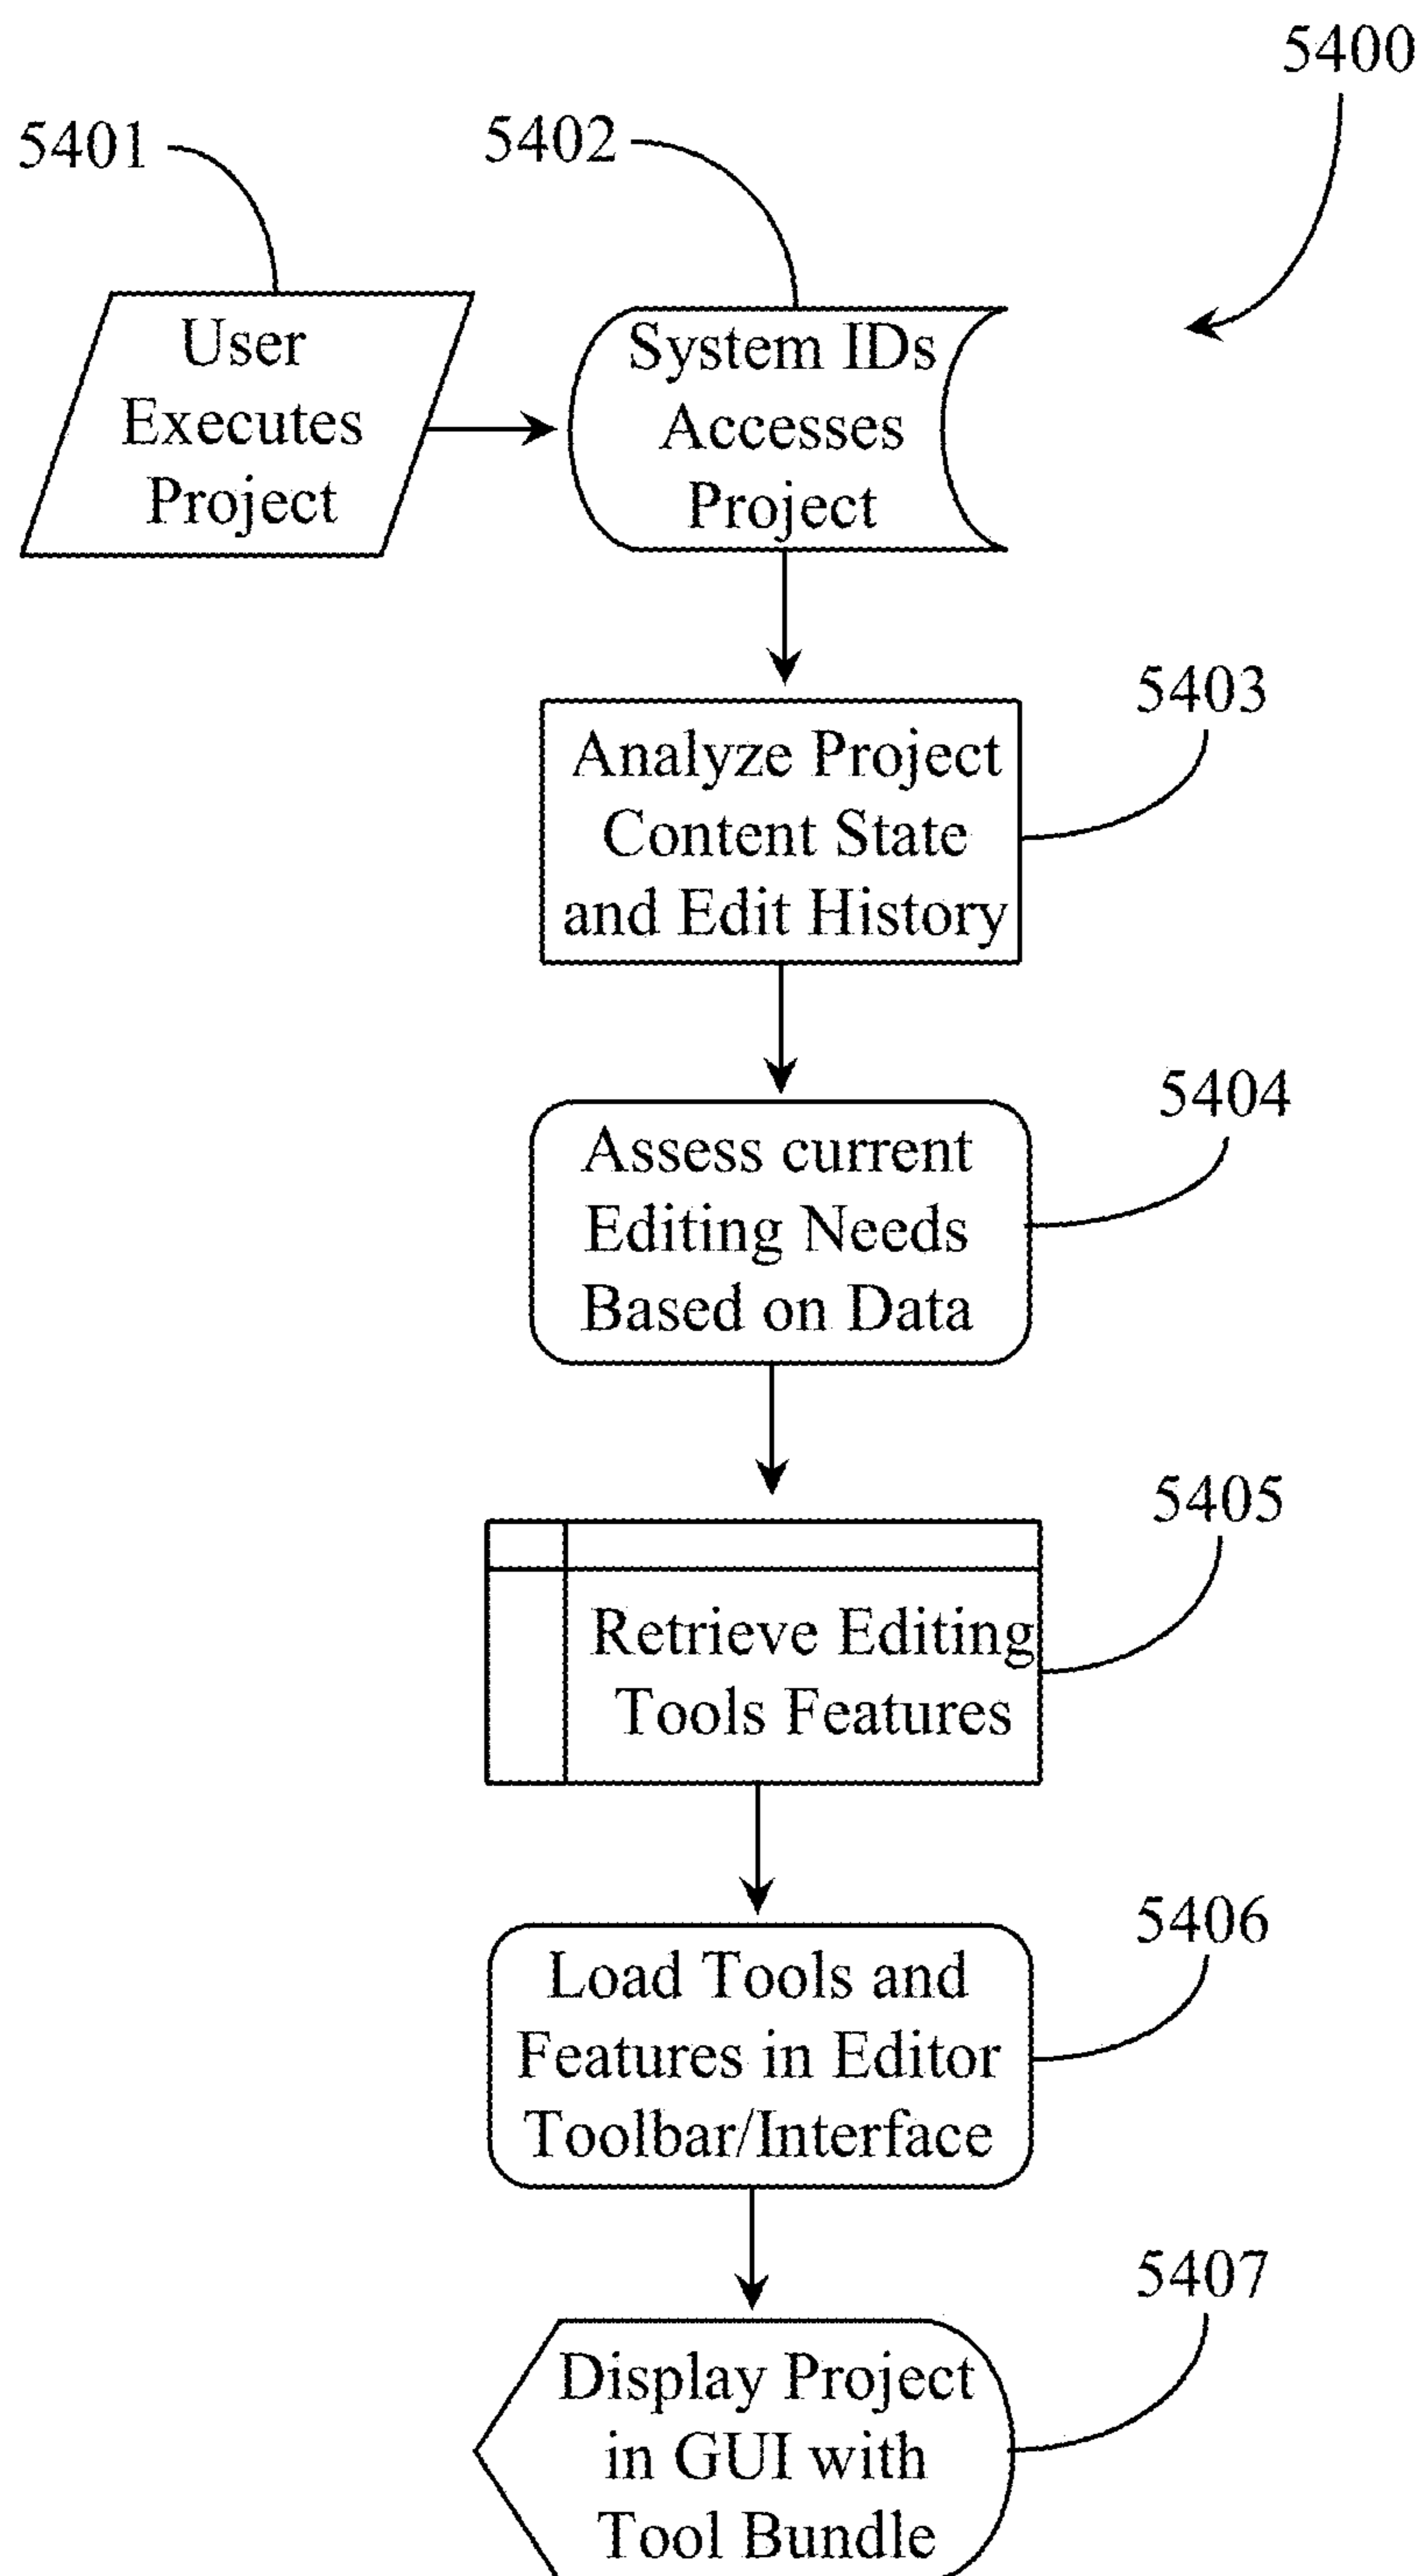 5400
5401
5402
User
Executes
Project
System IDs
Accesses
Project
5403
Analyze Project
Content State
and Edit History
5404
Assess current
Editing Needs
Based on Data
5405
Retrieve Editing
Tools Features
5406
Load Tools and
Features in Editor
Toolbar/Interface
5407
Display Project
in GUI with
Tool Bundle